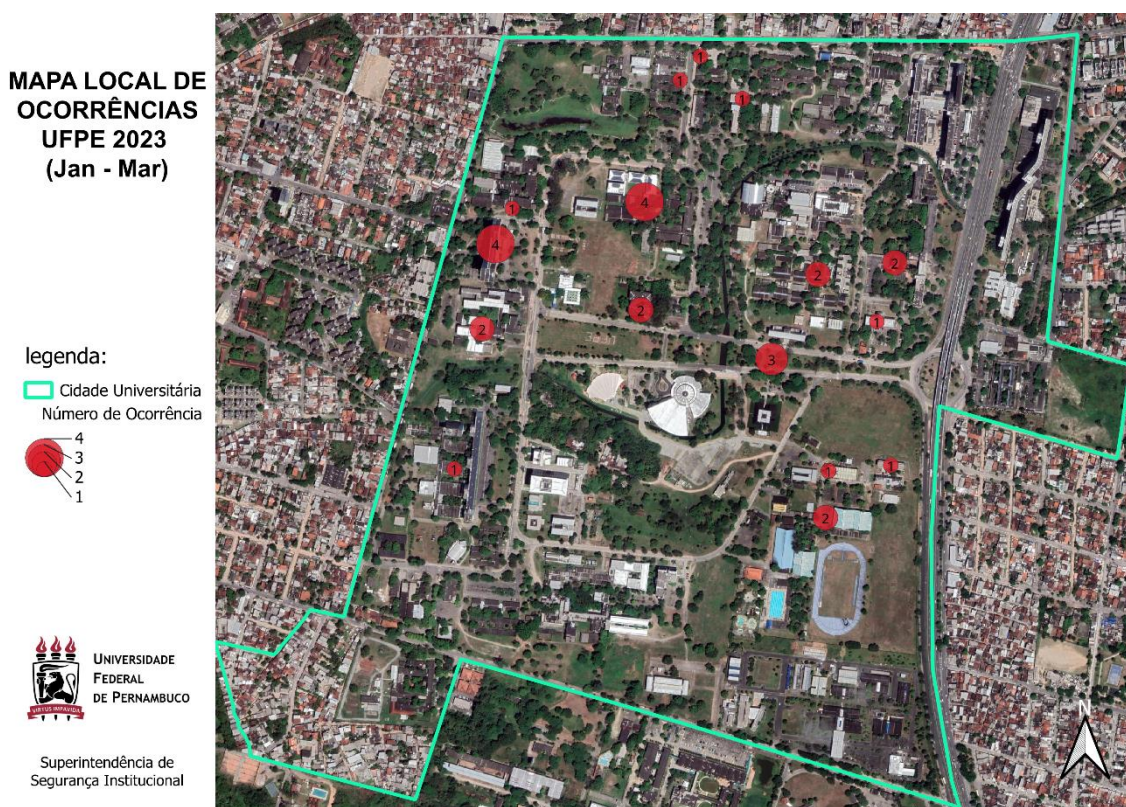 MAPA LOCAL DE
OCORRÊNCIAS
UFPE 2023
(Jan - Mar)
legenda:
Cidade Universitária
Número de Ocorrência
4
3
2
1
VIRTUS IMPAVIDA
UNIVERSIDADE
FEDERAL
DE PERNAMBUCO
Superintendência de
Segurança Institucional
1
1
1
4
1
4
2
2
2
2
1
3
1
1
1
2
N